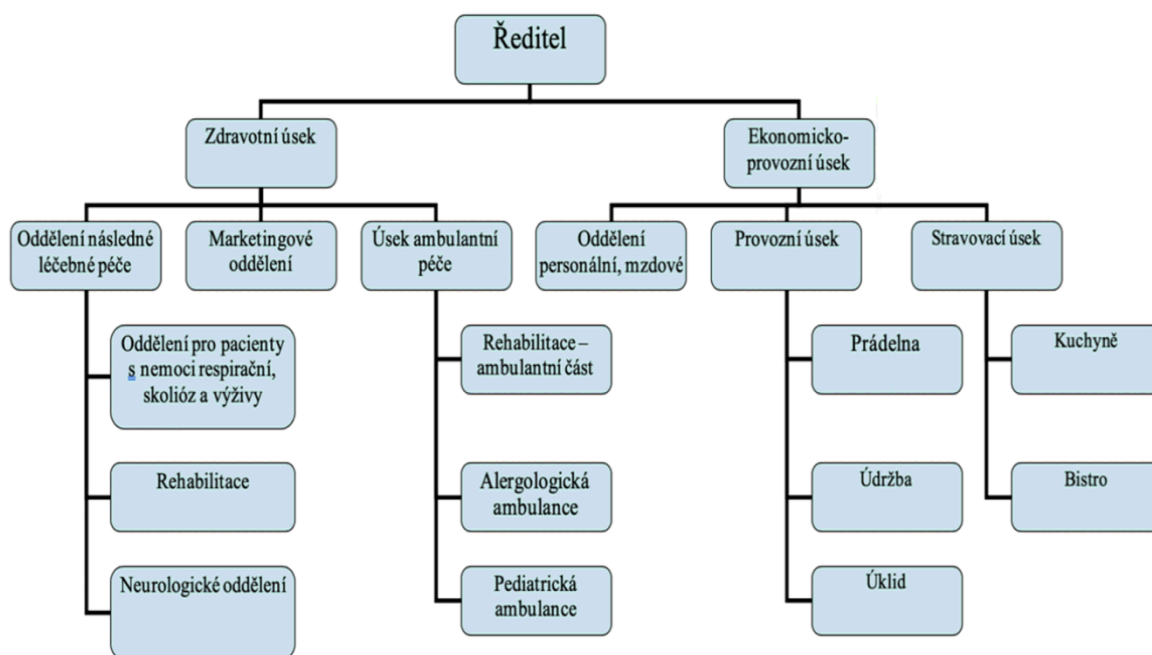 Ředitel
Zdravotní úsek
Ekonomicko-
provozní úsek
Oddělení následné
léčebné péče
Marketingové
oddělení
Úsek ambulantní
péče
Oddělení
personální, mzdové
Provozní úsek
Stravovací úsek
Oddělení pro pacienty
s nemoci respirační,
skolióz a výživy
Rehabilitace –
ambulantní část
Prádelna
Kuchyně
Rehabilitace
Alergologická
ambulance
Údržba
Bistro
Neurologické oddělení
Pediatrická
ambulance
Úklid